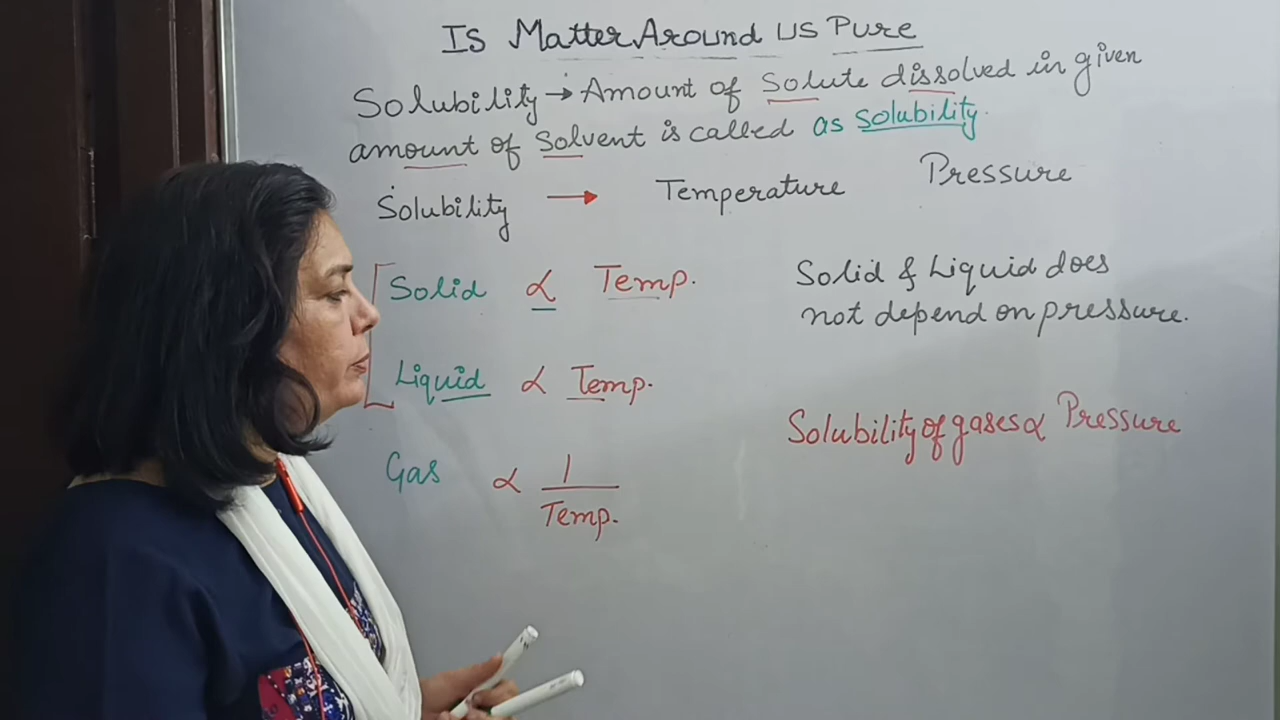 Is Matter Around us Pure
Solubility → Amount of Solute dissolved in given
amount of Solvent is called as solubility.
Solubility → Temperature Pressure
Solid ∝ Temp.
Solid & Liquid does
not depend on pressure.
Liquid ∝ Temp.
Solubility of gases ∝ Pressure
Gas ∝ 1
Temp.